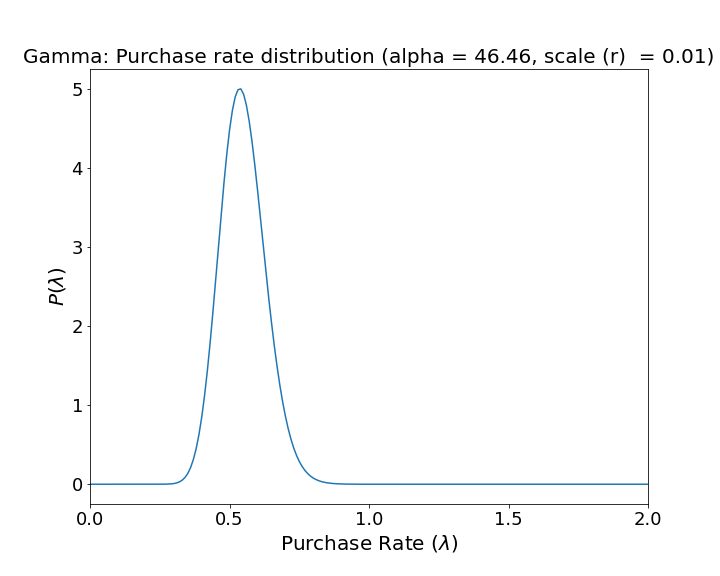 Gamma: Purchase rate distribution (alpha = 46.46, scale (r)  = 0.01)
5
4
3
2
1
0
P(λ)
0.0 0.5 1.0 1.5 2.0
Purchase Rate (λ)